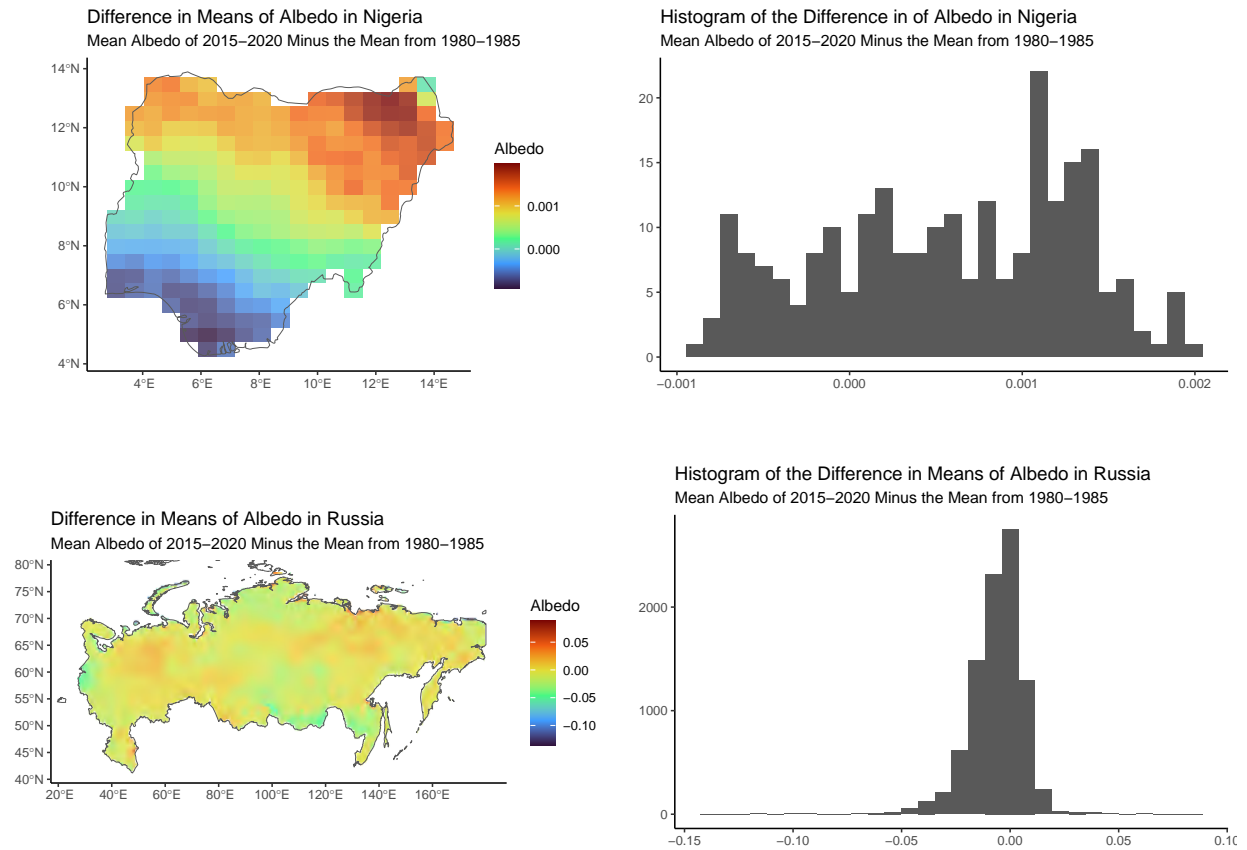 Difference in Means of Albedo in Nigeria
Mean Albedo of 2015−2020 Minus the Mean from 1980−1985
14°N
12°N
10°N
8°N
6°N
4°N
4°E 6°E 8°E 10°E 12°E 14°E
Albedo
0.001
0.000
Histogram of the Difference in of Albedo in Nigeria
Mean Albedo of 2015−2020 Minus the Mean from 1980−1985
20
15
10
5
0
−0.001 0.000 0.001 0.002
Difference in Means of Albedo in Russia
Mean Albedo of 2015−2020 Minus the Mean from 1980−1985
80°N
75°N
70°N
65°N
60°N
55°N
50°N
45°N
40°N
20°E 40°E 60°E 80°E 100°E 120°E 140°E 160°E
Albedo
0.05
0.00
−0.05
−0.10
Histogram of the Difference in Means of Albedo in Russia
Mean Albedo of 2015−2020 Minus the Mean from 1980−1985
2000
1000
0
−0.15 −0.10 −0.05 0.00 0.05 0.10